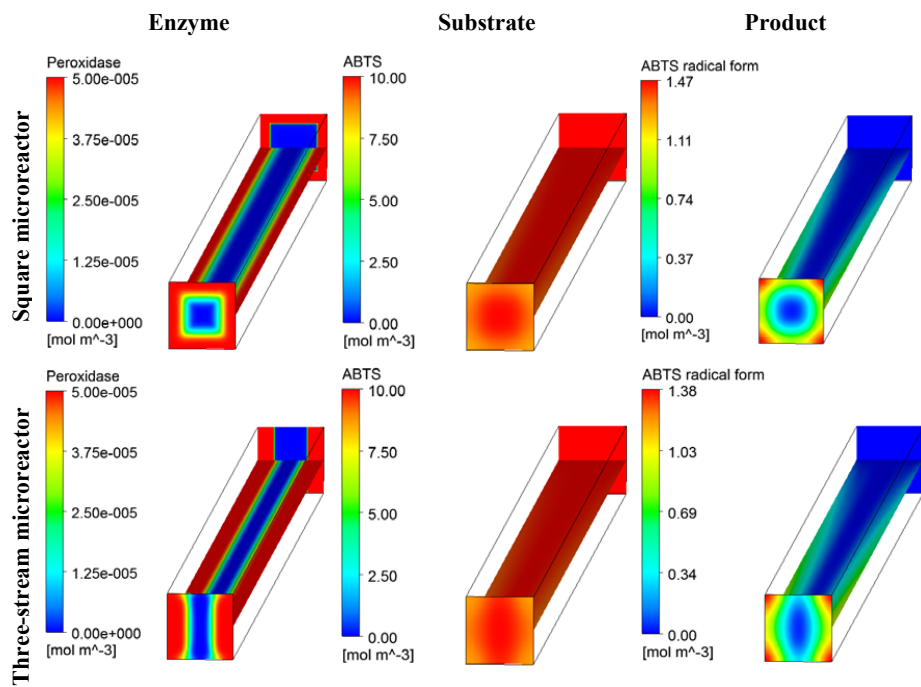 Enzyme Substrate Product
Square microreactor
Peroxidase
5.00e-005
3.75e-005
2.50e-005
1.25e-005
0.00e+000
[mol m^-3]
ABTS
10.00
7.50
5.00
2.50
0.00
[mol m^-3]
ABTS radical form
1.47
1.11
0.74
0.37
0.00
[mol m^-3]
Three-stream microreactor
Peroxidase
5.00e-005
3.75e-005
2.50e-005
1.25e-005
0.00e+000
[mol m^-3]
ABTS
10.00
7.50
5.00
2.50
0.00
[mol m^-3]
ABTS radical form
1.38
1.03
0.69
0.34
0.00
[mol m^-3]